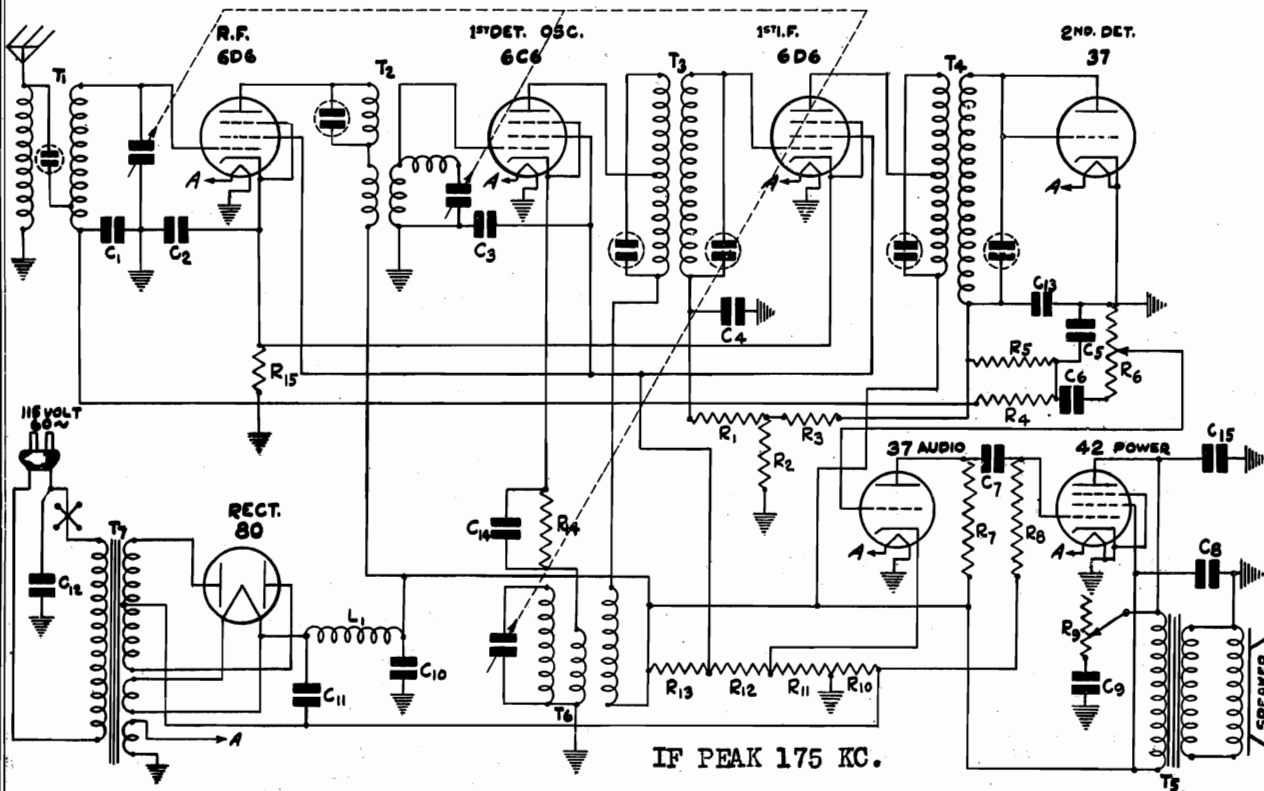 R.F.
6D6
1ST DET. OSC.
6C6
1ST I.F.
6D6
2ND. DET.
37
T1
T2
T3
T4
A
A
A
A
C1
C2
C3
C4
C13
C5
R5
C6
R6
R4
R15
R1
R3
R2
115 VOLT
60~
37 AUDIO
C7
42 POWER
C15
RECT.
80
T7
C12
C14
R14
R7
R8
A
A
C8
L1
R9
C10
C11
R13
R12
R11
R10
C9
T6
A
SPEAKER
IF PEAK 175 KC.
T5